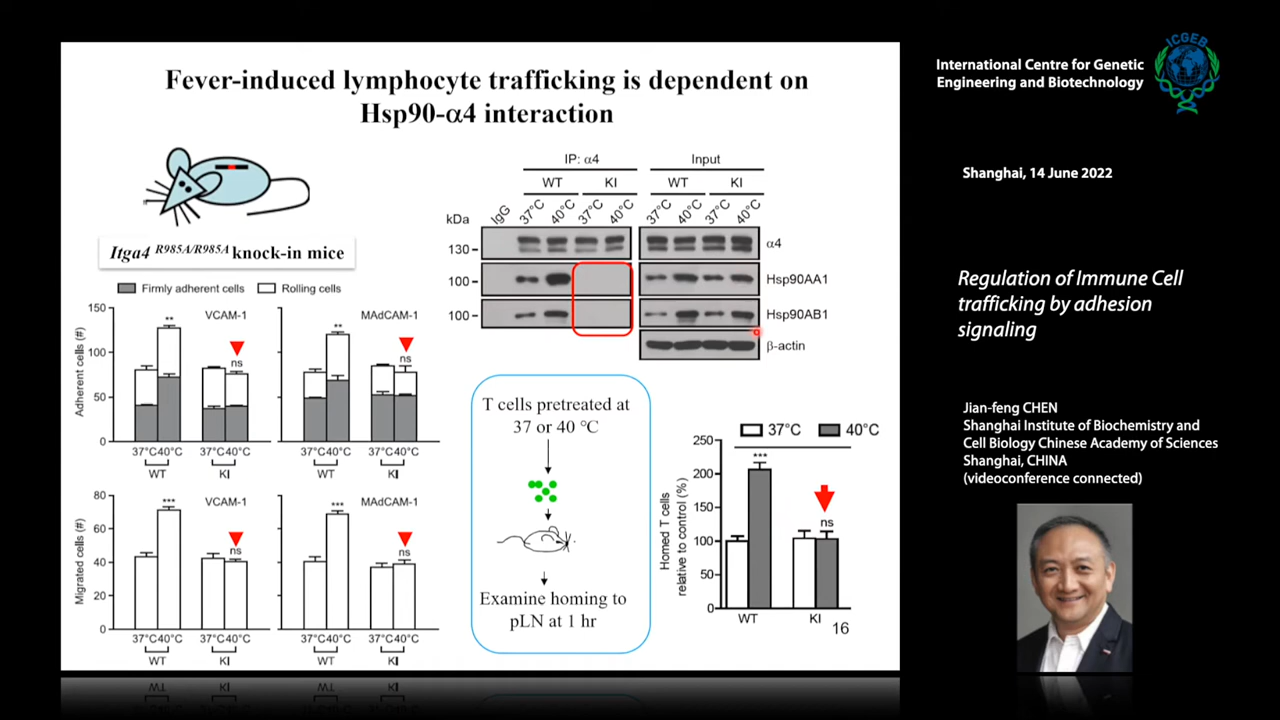 Fever-induced lymphocyte trafficking is dependent on
Hsp90-α4 interaction
Itga4 R985A/R985A knock-in mice
Firmly adherent cells Rolling cells
Adherent cells (#)
150
100
50
0
VCAM-1
**
ns
37°C 40°C 37°C 40°C
WT KI
MAdCAM-1
**
ns
37°C 40°C 37°C 40°C
WT KI
Migrated cells (#)
80
60
40
20
0
VCAM-1
***
ns
37°C 40°C 37°C 40°C
WT KI
MAdCAM-1
***
ns
37°C 40°C 37°C 40°C
WT KI
IP: α4 Input
WT KI WT KI
kDa IgG 37°C 40°C 37°C 40°C 37°C 40°C 37°C 40°C
130 α4
100 Hsp90AA1
100 Hsp90AB1
β-actin
T cells pretreated at
37 or 40 °C
Examine homing to
pLN at 1 hr
37°C 40°C
Homed T cells
relative to control (%)
250
200
150
100
50
0
***
ns
WT KI
16
ICGEB
International Centre for Genetic
Engineering and Biotechnology
Shanghai, 14 June 2022
Regulation of Immune Cell
trafficking by adhesion
signaling
Jian-feng CHEN
Shanghai Institute of Biochemistry and
Cell Biology Chinese Academy of Sciences
Shanghai, CHINA
(videoconference connected)